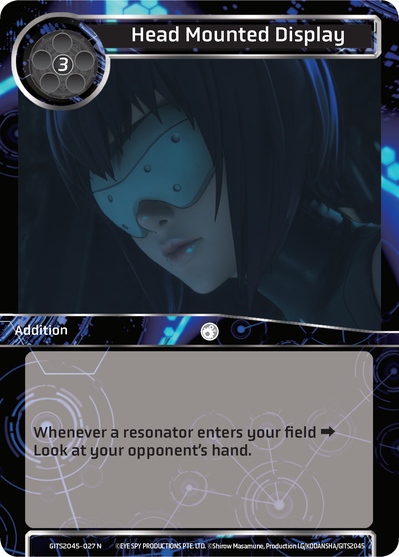 Head Mounted Display
3
Addition
Whenever a resonator enters your field ➡
Look at your opponent's hand.
GITS2045-027 N ©EYE SPY PRODUCTIONS PTE. LTD. ©Shirow Masamune, Production I.G/KODANSHA/GITS2045